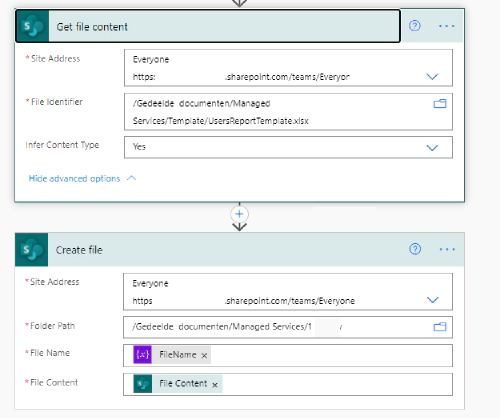 Get file content
* Site Address
Everyone
https: .sharepoint.com/teams/Everyor
* File Identifier
/Gedeelde documenten/Managed
Services/Template/UsersReportTemplate.xlsx
Infer Content Type
Yes
Hide advanced options
Create file
* Site Address
Everyone
https .sharepoint.com/teams/Everyone
* Folder Path
/Gedeelde documenten/Managed Services/1 /
* File Name
{x} FileName ×
* File Content
File Content ×